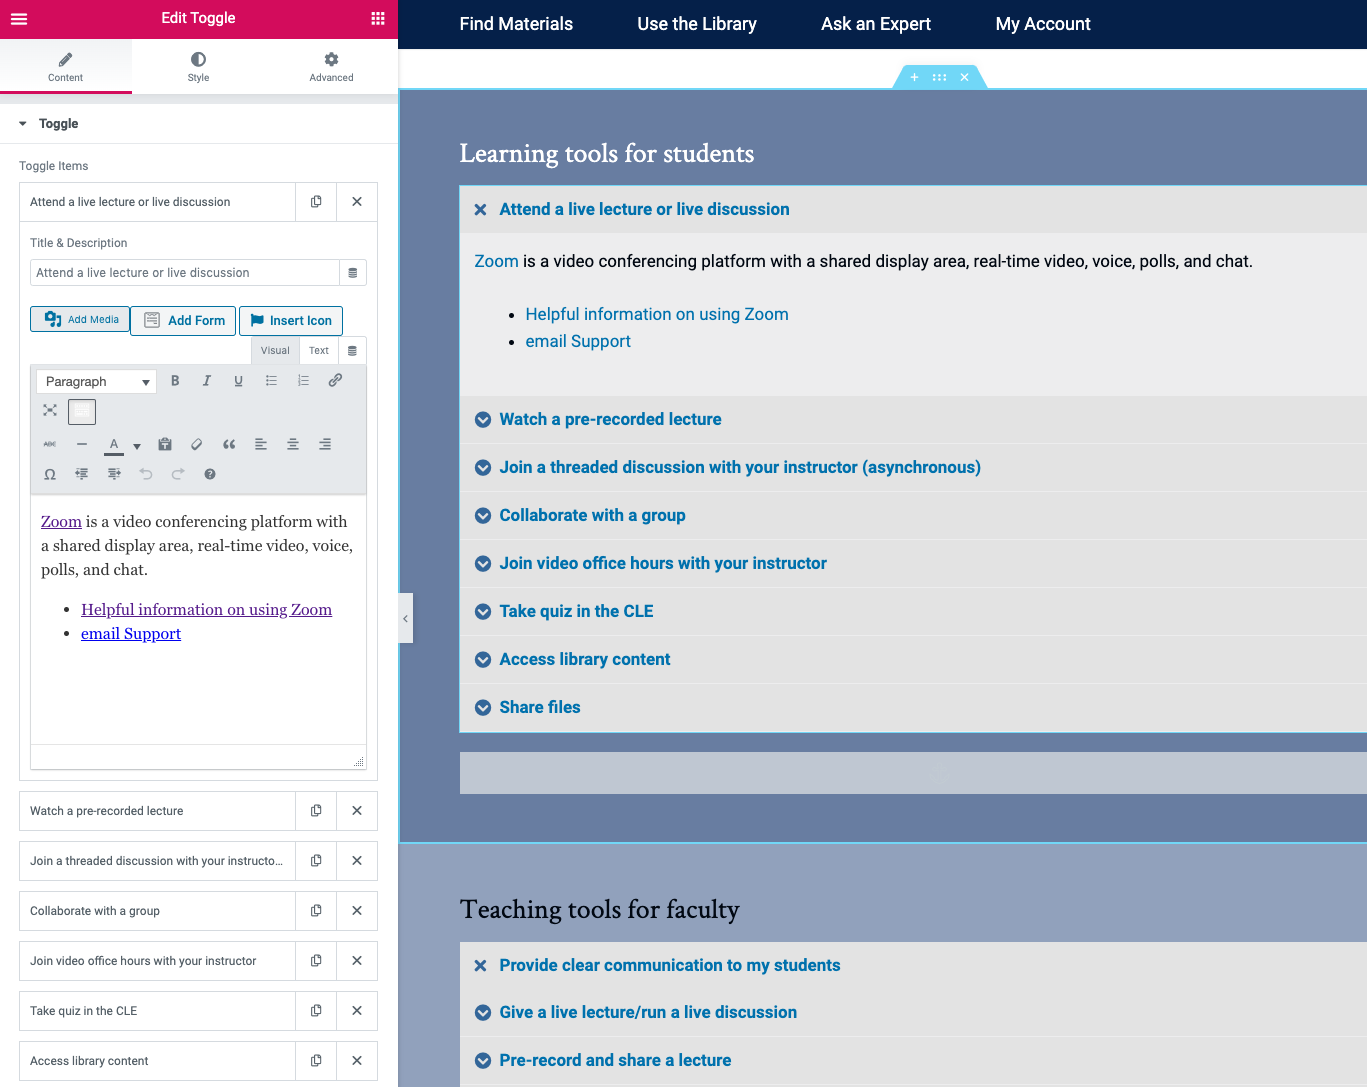 Edit Toggle
Content
Style
Advanced
Toggle
Toggle Items
Attend a live lecture or live discussion
Title & Description
Attend a live lecture or live discussion
Add Media
Add Form
Insert Icon
Visual
Text
Paragraph
B
I
U
ABC
A
Ω
Zoom is a video conferencing platform with
a shared display area, real-time video, voice,
polls, and chat.
Helpful information on using Zoom
email Support
Watch a pre-recorded lecture
Join a threaded discussion with your instructo...
Collaborate with a group
Join video office hours with your instructor
Take quiz in the CLE
Access library content
Find Materials
Use the Library
Ask an Expert
My Account
Learning tools for students
Attend a live lecture or live discussion
Zoom is a video conferencing platform with a shared display area, real-time video, voice, polls, and chat.
Helpful information on using Zoom
email Support
Watch a pre-recorded lecture
Join a threaded discussion with your instructor (asynchronous)
Collaborate with a group
Join video office hours with your instructor
Take quiz in the CLE
Access library content
Share files
Teaching tools for faculty
Provide clear communication to my students
Give a live lecture/run a live discussion
Pre-record and share a lecture